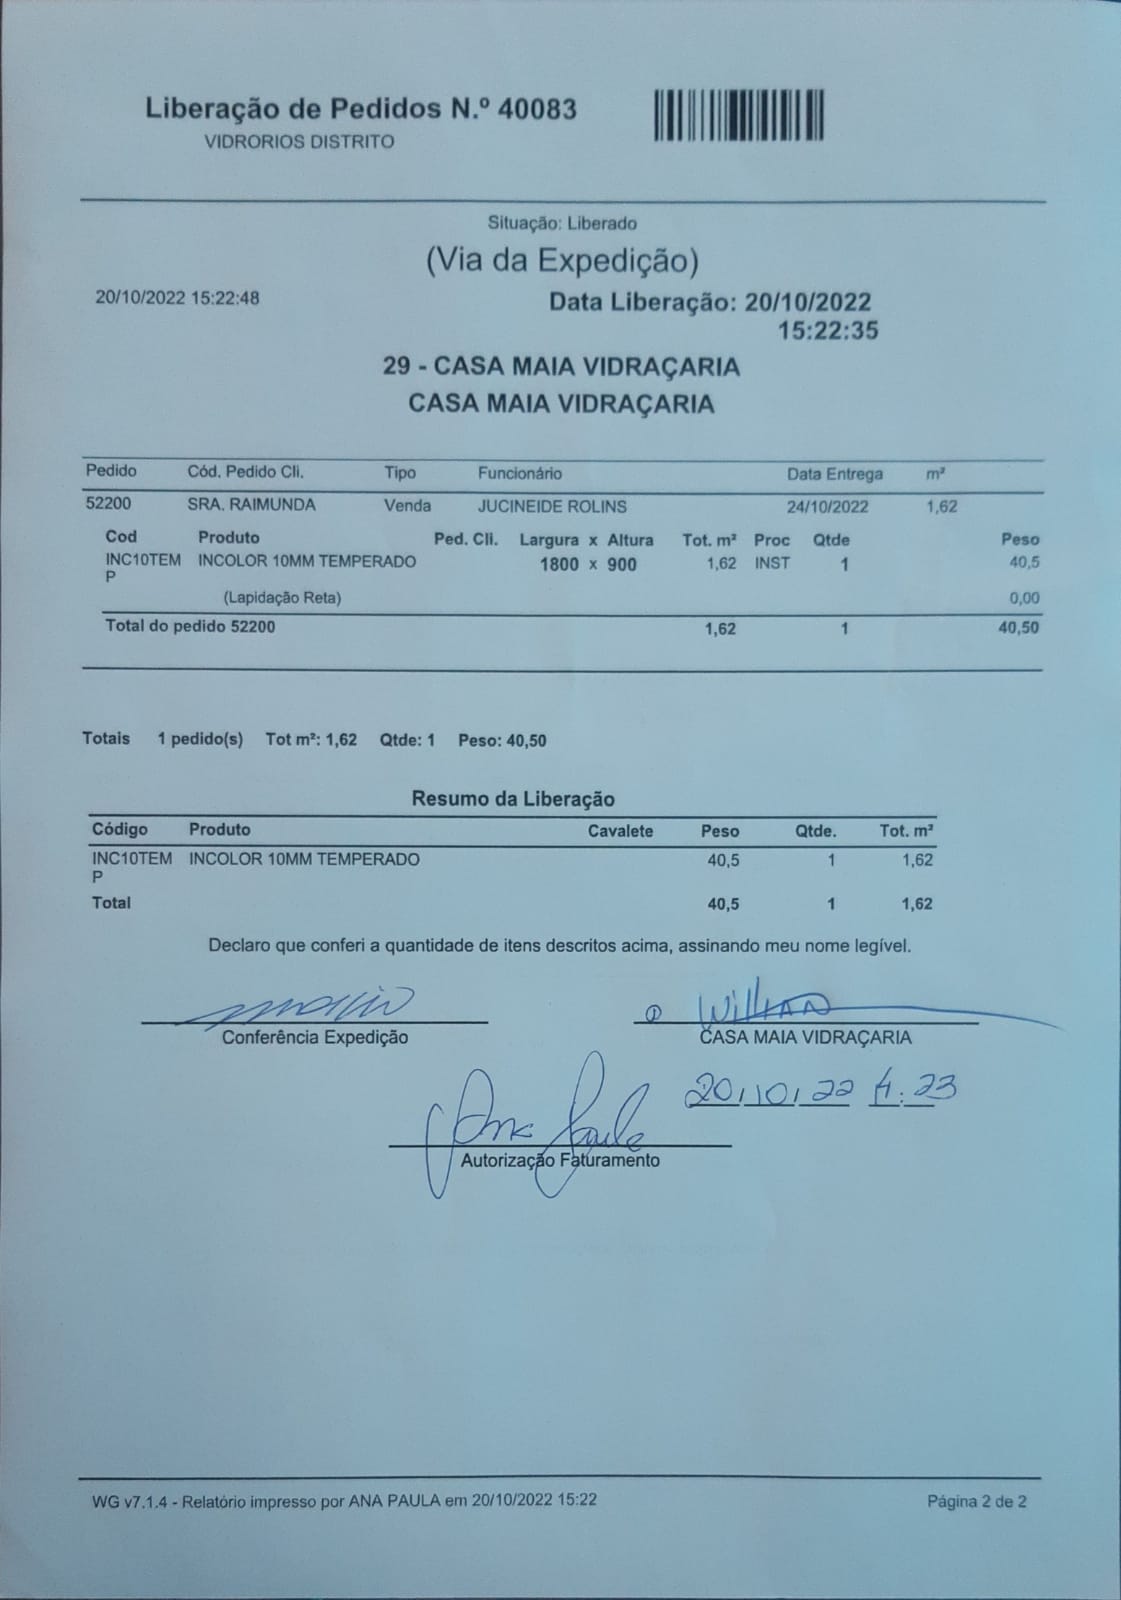 Liberação de Pedidos N.º 40083
VIDRORIOS DISTRITO
Situação: Liberado
(Via da Expedição)
20/10/2022 15:22:48
Data Liberação: 20/10/2022
15:22:35
29 - CASA MAIA VIDRAÇARIA
CASA MAIA VIDRAÇARIA
Pedido Cód. Pedido Cli. Tipo Funcionário Data Entrega m²
52200 SRA. RAIMUNDA Venda JUCINEIDE ROLINS 24/10/2022 1,62
Cod Produto Ped. Cli. Largura x Altura Tot. m² Proc Qtde Peso
INC10TEM INCOLOR 10MM TEMPERADO 1800 x 900 1,62 INST 1 40,5
P
(Lapidação Reta) 0,00
Total do pedido 52200 1,62 1 40,50
Totais 1 pedido(s) Tot m²: 1,62 Qtde: 1 Peso: 40,50
Resumo da Liberação
Código Produto Cavalete Peso Qtde. Tot. m²
INC10TEM INCOLOR 10MM TEMPERADO 40,5 1 1,62
P
Total 40,5 1 1,62
Declaro que conferi a quantidade de itens descritos acima, assinando meu nome legível.
Willian
Conferência Expedição CASA MAIA VIDRAÇARIA
20/10/22
Ana Paula
Autorização Faturamento
WG v7.1.4 - Relatório impresso por ANA PAULA em 20/10/2022 15:22 Página 2 de 2